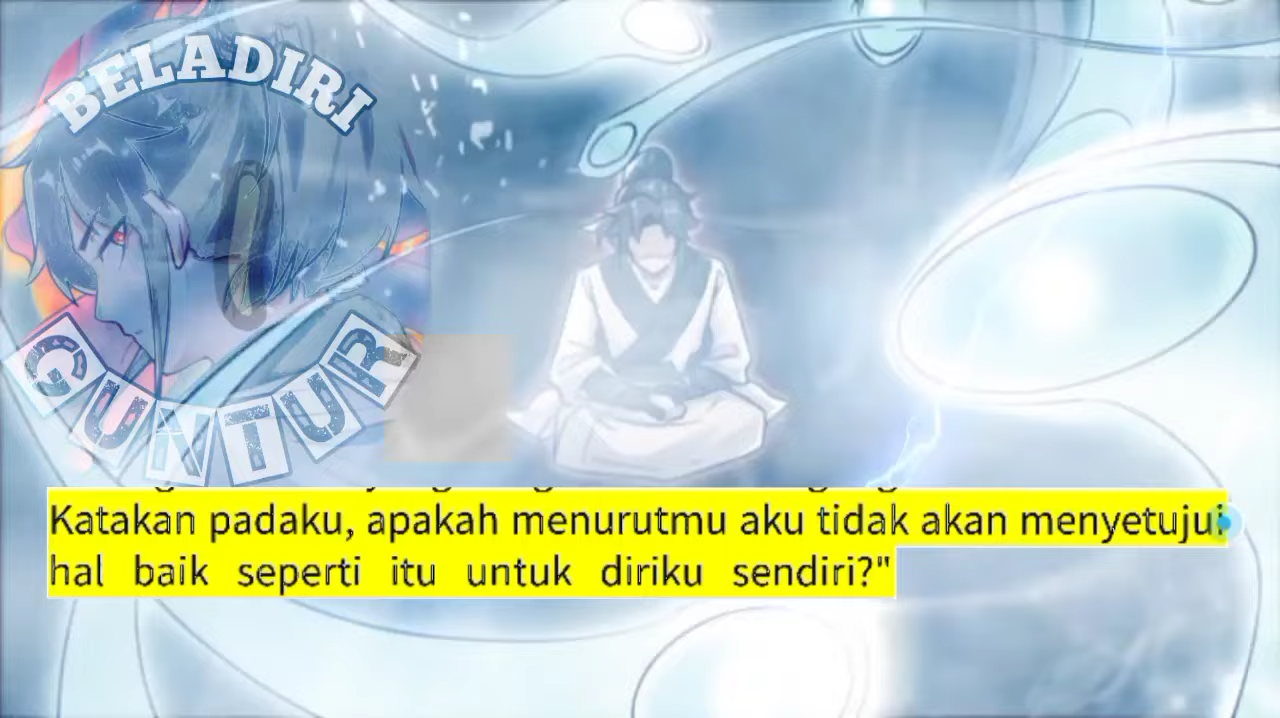 BELADIRI
GUNTUR
Katakan padaku, apakah menurutmu aku tidak akan menyetujui
hal baik seperti itu untuk diriku sendiri?"